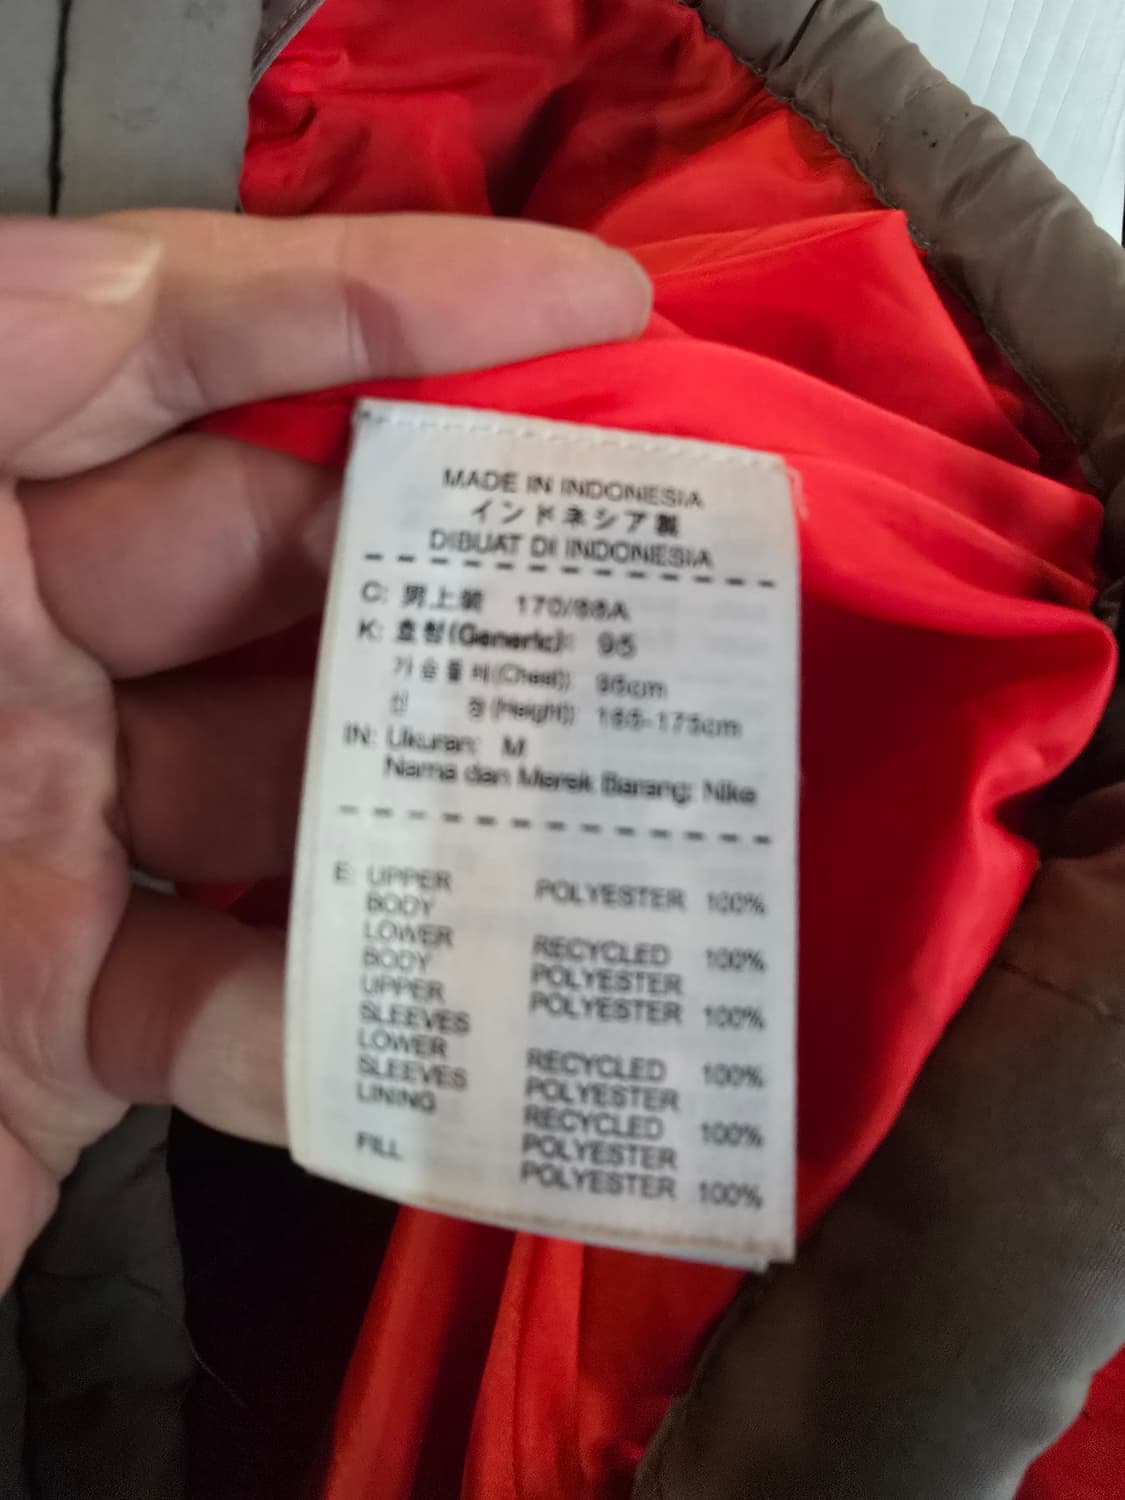 MADE IN INDONESIA
インドネシア製
DIBUAT DI INDONESIA
C: 男上装 170/88A
K: 호칭(Generic): 95
가슴둘레(Chest): 95cm
신 장(Height): 165-175cm
IN: Ukuran: M
Nama dan Merek Barang: Nike
E: UPPER BODY POLYESTER 100%
LOWER BODY RECYCLED POLYESTER 100%
UPPER SLEEVES POLYESTER 100%
LOWER SLEEVES RECYCLED POLYESTER 100%
LINING RECYCLED POLYESTER 100%
FILL POLYESTER 100%